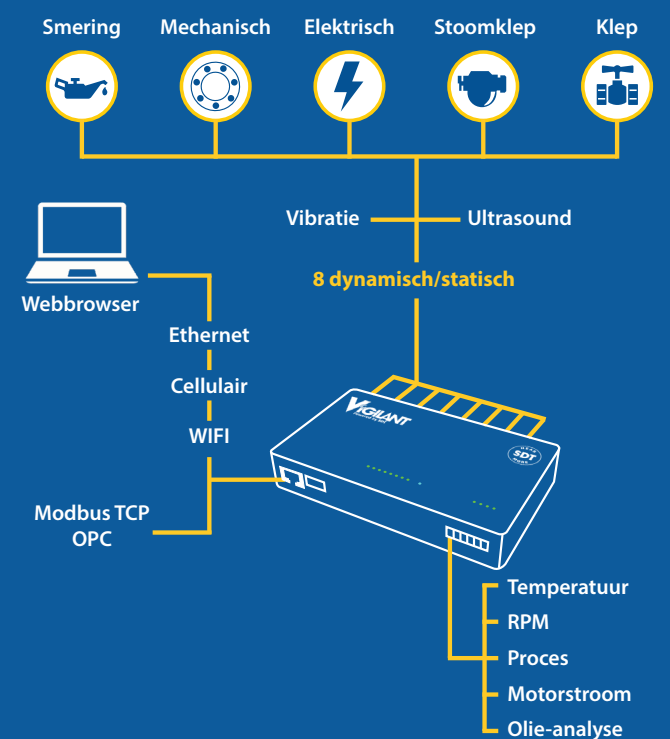 Smering
Mechanisch
Elektrisch
Stoomklep
Klep
Vibratie
Ultrasound
8 dynamisch/statisch
Webbrowser
Ethernet
Cellulair
WIFI
Modbus TCP
OPC
VIGILANT
SDT
Temperatuur
RPM
Proces
Motorstroom
Olie-analyse